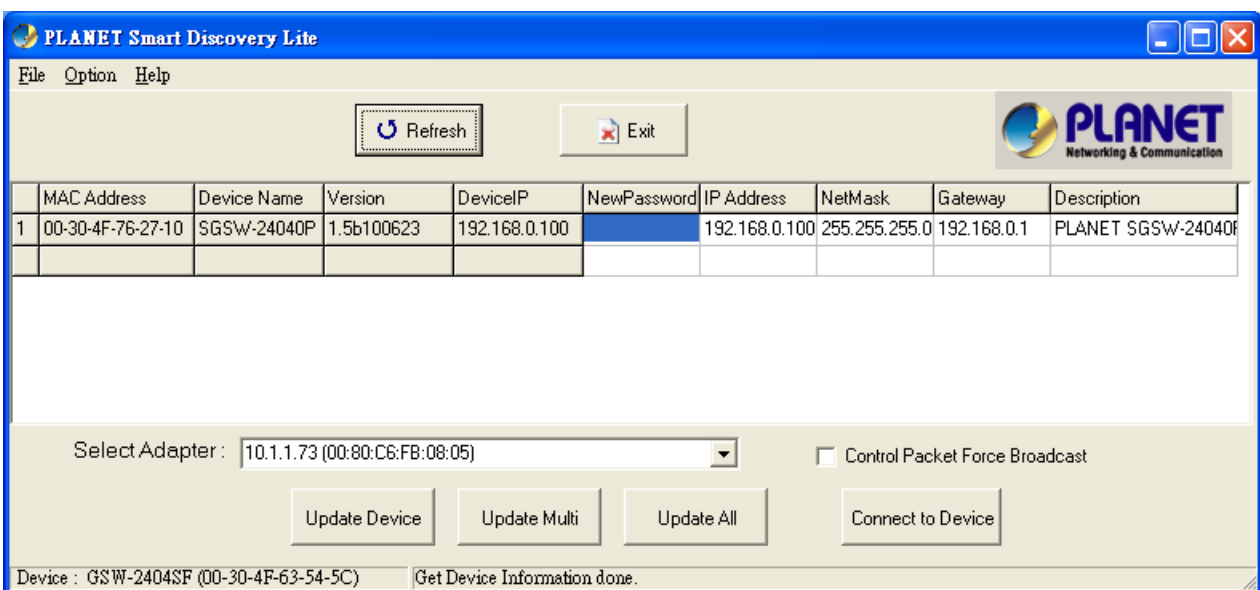 PLANET Smart Discovery Lite
File Option Help
Refresh Exit
PLANET
Networking & Communication
MAC Address Device Name Version DeviceIP NewPassword IP Address NetMask Gateway Description
1 00-30-4F-76-27-10 SGSW-24040P 1.5b100623 192.168.0.100 192.168.0.100 255.255.255.0 192.168.0.1 PLANET SGSW-24040
Select Adapter : 10.1.1.73 (00:80:C6:FB:08:05) Control Packet Force Broadcast
Update Device Update Multi Update All Connect to Device
Device : GSW-2404SF (00-30-4F-63-54-5C) Get Device Information done.